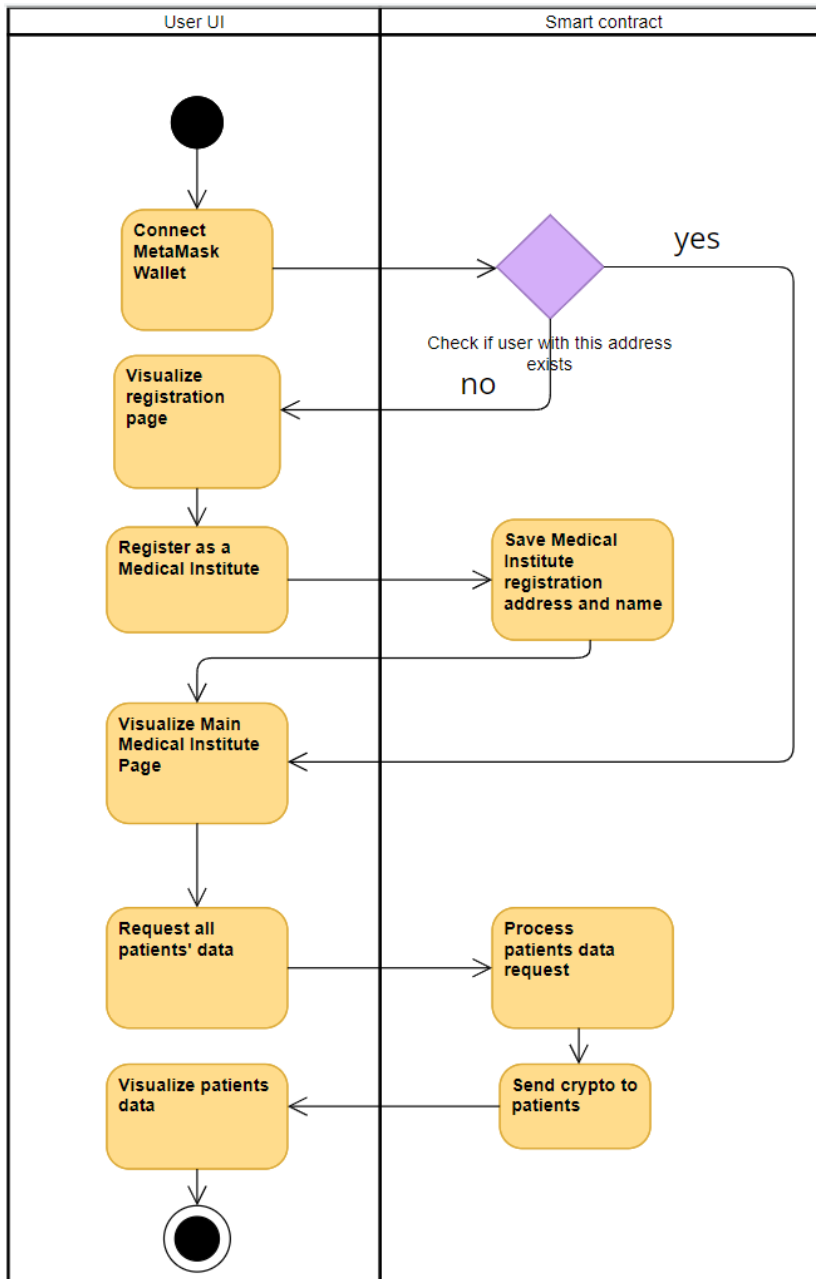 User UI
Smart contract
Connect
MetaMask
Wallet
yes
Check if user with this address
exists
no
Visualize
registration
page
Register as a
Medical Institute
Save Medical
Institute
registration
address and name
Visualize Main
Medical Institute
Page
Request all
patients' data
Process
patients data
request
Send crypto to
patients
Visualize patients
data